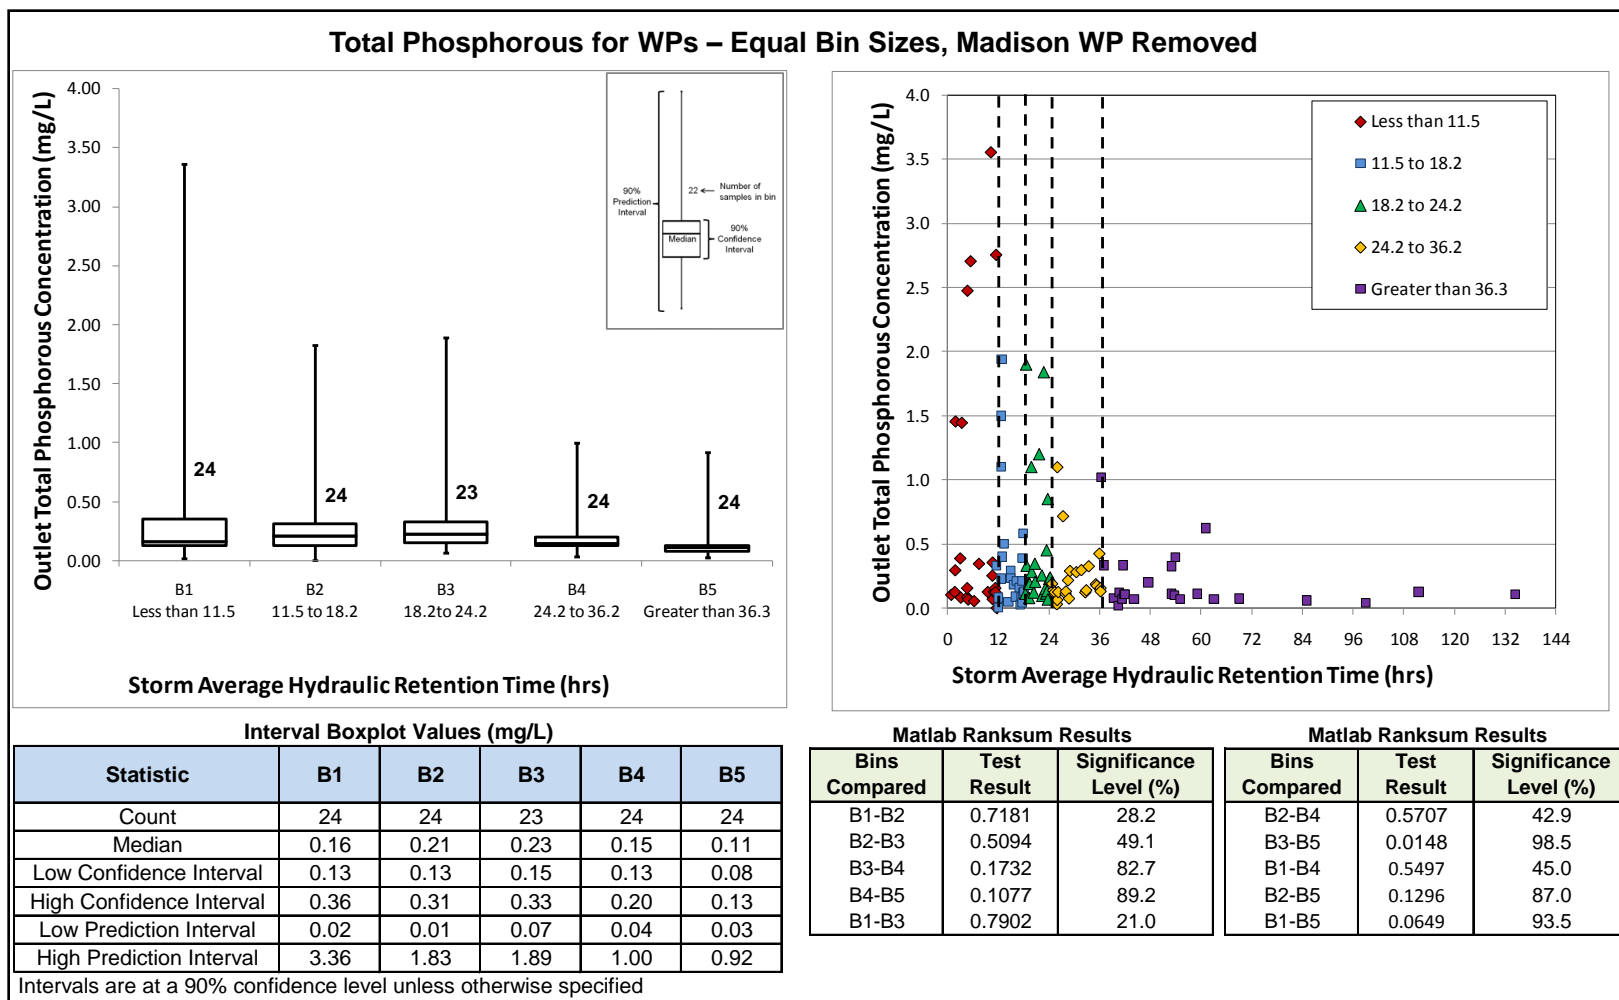 Total Phosphorous for WPs – Equal Bin Sizes, Madison WP Removed
Outlet Total Phosphorous Concentration (mg/L)
4.00
3.50
3.00
2.50
2.00
1.50
1.00
0.50
0.00
24
24
23
24
24
B1 B2 B3 B4 B5
Less than 11.5 11.5 to 18.2 18.2to 24.2 24.2 to 36.2 Greater than 36.3
Storm Average Hydraulic Retention Time (hrs)
90%
Prediction
Interval
22
Number of
samples in bin
Median
90%
Confidence
Interval
Outlet Total Phosphorous Concentration (mg/L)
4.0
3.5
3.0
2.5
2.0
1.5
1.0
0.5
0.0
0 12 24 36 48 60 72 84 96 108 120 132 144
Storm Average Hydraulic Retention Time (hrs)
Less than 11.5
11.5 to 18.2
18.2 to 24.2
24.2 to 36.2
Greater than 36.3
Interval Boxplot Values (mg/L)
Statistic B1 B2 B3 B4 B5
Count 24 24 23 24 24
Median 0.16 0.21 0.23 0.15 0.11
Low Confidence Interval 0.13 0.13 0.15 0.13 0.08
High Confidence Interval 0.36 0.31 0.33 0.20 0.13
Low Prediction Interval 0.02 0.01 0.07 0.04 0.03
High Prediction Interval 3.36 1.83 1.89 1.00 0.92
Intervals are at a 90% confidence level unless otherwise specified
Matlab Ranksum Results
Bins Test Significance
Compared Result Level (%)
B1-B2 0.7181 28.2
B2-B3 0.5094 49.1
B3-B4 0.1732 82.7
B4-B5 0.1077 89.2
B1-B3 0.7902 21.0
Matlab Ranksum Results
Bins Test Significance
Compared Result Level (%)
B2-B4 0.5707 42.9
B3-B5 0.0148 98.5
B1-B4 0.5497 45.0
B2-B5 0.1296 87.0
B1-B5 0.0649 93.5